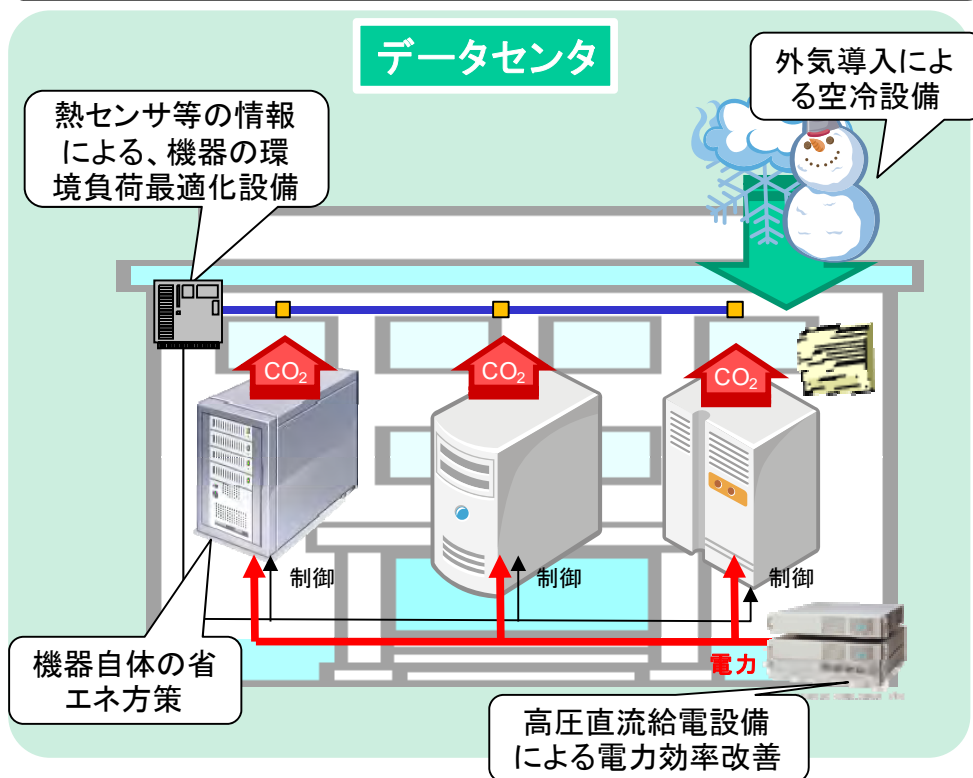 データセンタ
外気導入によ
る空冷設備
熱センサ等の情報
による、機器の環
境負荷最適化設備
CO₂
CO₂
CO₂
制御
制御
制御
機器自体の省
エネ方策
電力
高圧直流給電設備
による電力効率改善